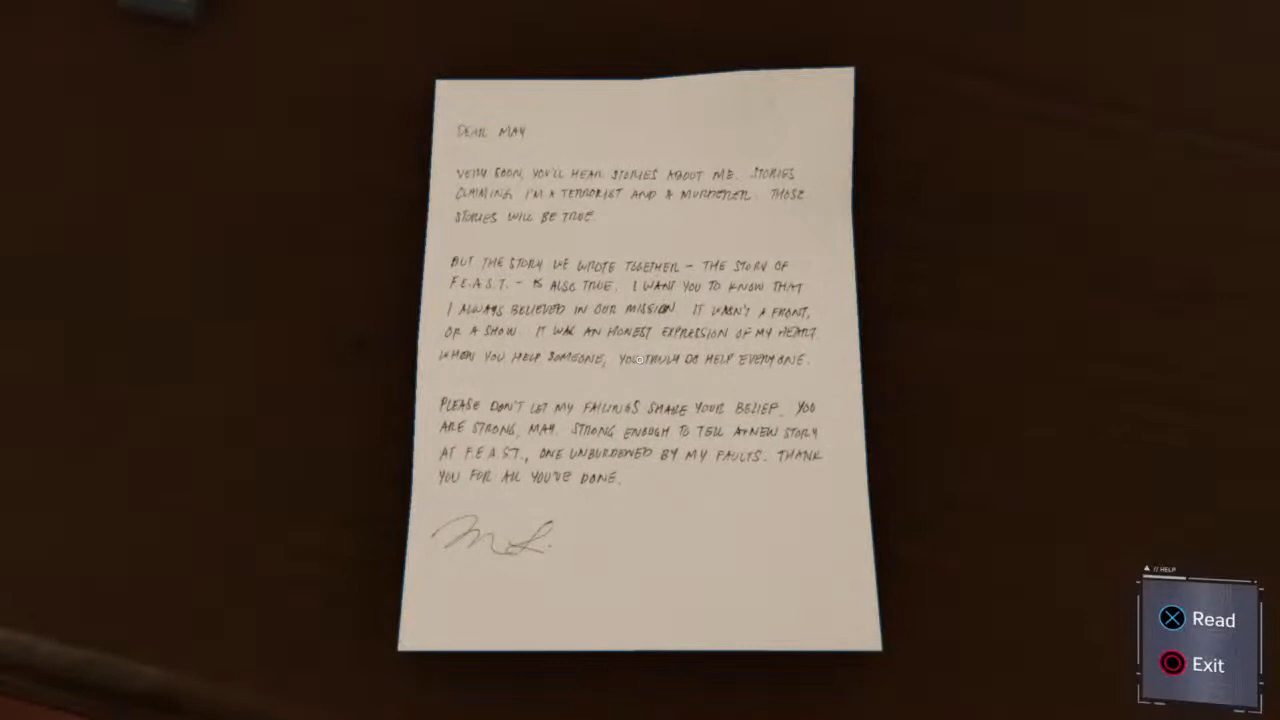 DEAR MAY
VERY SOON, YOU'LL HEAR STORIES ABOUT ME. STORIES
CLAIMING I'M A TERRORIST AND A MURDERER. THOSE
STORIES WILL BE TRUE.
BUT THE STORY WE WROTE TOGETHER - THE STORY OF
F.E.A.S.T. - IS ALSO TRUE. I WANT YOU TO KNOW THAT
I ALWAYS BELIEVED IN OUR MISSION. IT WASN'T A FRONT,
OR A SHOW. IT WAS AN HONEST EXPRESSION OF MY HEART
WHEN YOU HELP SOMEONE, YOU TRULY DO HELP EVERYONE.
PLEASE DON'T LET MY FAILINGS SHAKE YOUR BELIEF. YOU
ARE STRONG, MAY. STRONG ENOUGH TO TELL A NEW STORY
AT F.E.A.S.T., ONE UNBURDENED BY MY FAULTS. THANK
YOU FOR ALL YOU'VE DONE.
M L.
// HELP
Read
Exit